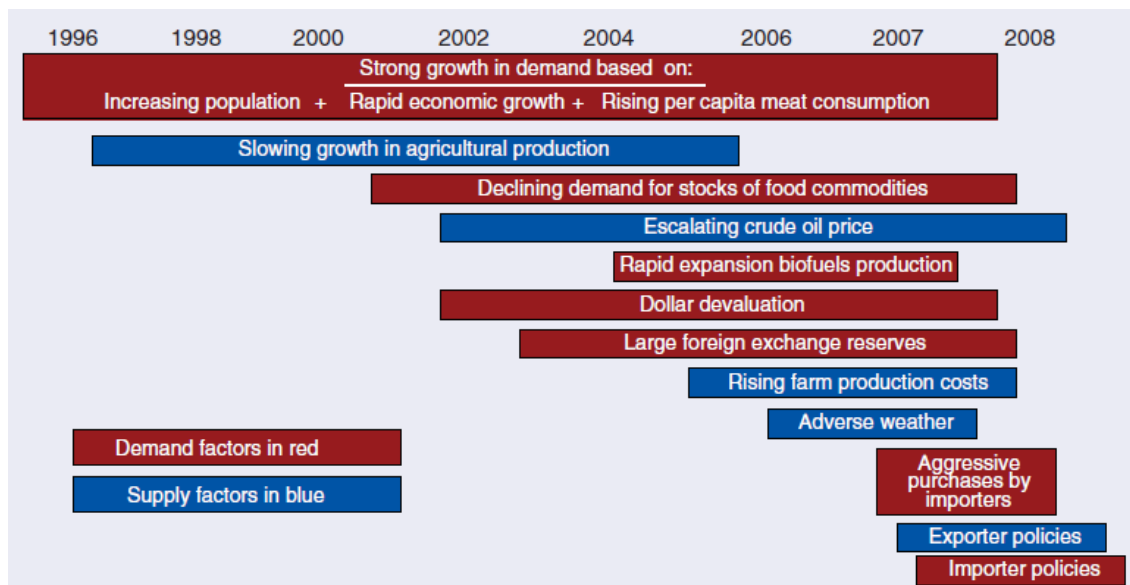 1996 1998 2000 2002 2004 2006 2007 2008
Strong growth in demand based on:
Increasing population + Rapid economic growth + Rising per capita meat consumption
Slowing growth in agricultural production
Declining demand for stocks of food commodities
Escalating crude oil price
Rapid expansion biofuels production
Dollar devaluation
Large foreign exchange reserves
Rising farm production costs
Adverse weather
Demand factors in red
Supply factors in blue
Aggressive
purchases by
importers
Exporter policies
Importer policies